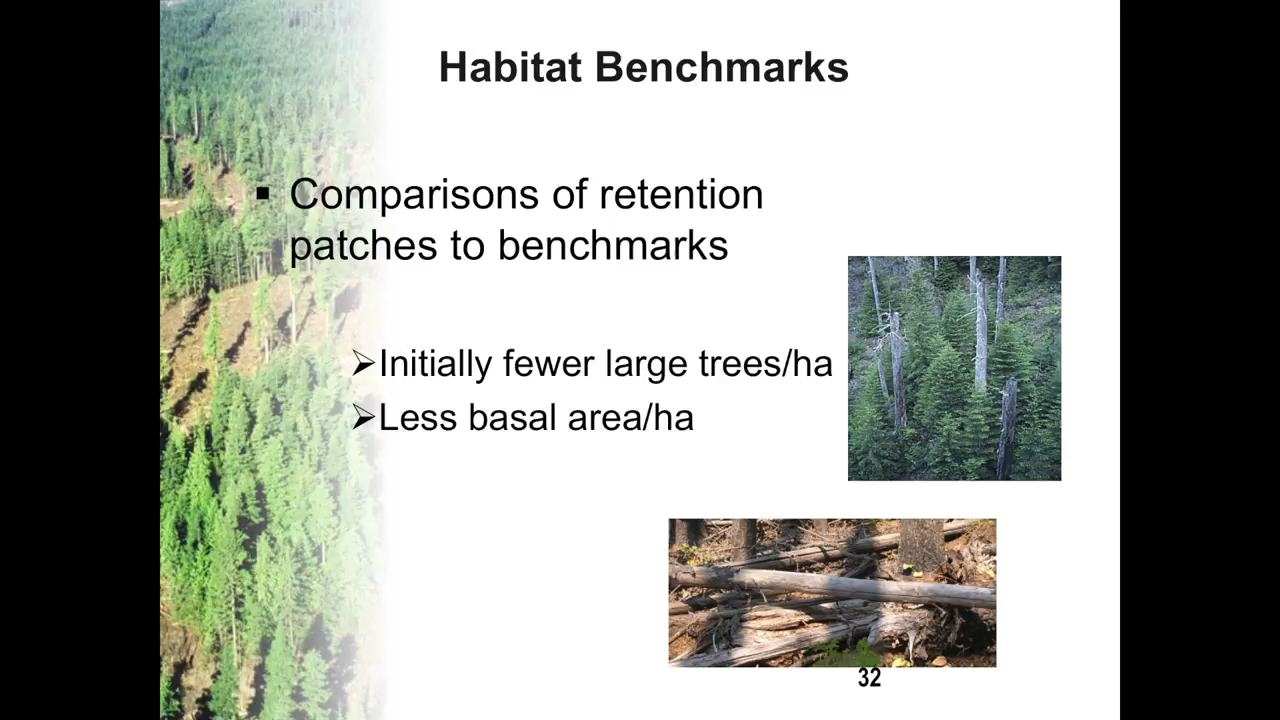 Habitat Benchmarks
▪ Comparisons of retention
patches to benchmarks
➢Initially fewer large trees/ha
➢Less basal area/ha
32